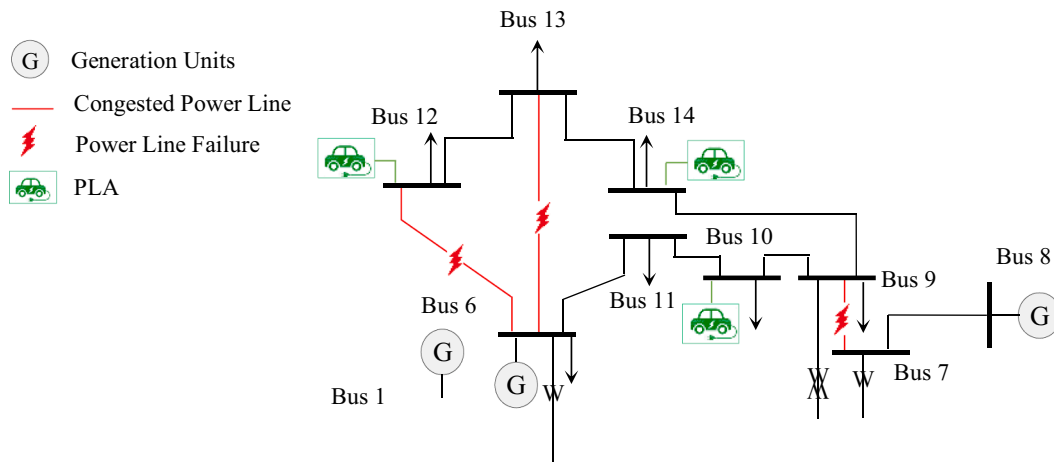 Bus 13
G
Generation Units
Congested Power Line
Bus 12
Bus 14
Power Line Failure
PLA
Bus 10
Bus 8
Bus 9
Bus 11
Bus 6
G
G
Bus 7
G
W
W
Bus 1